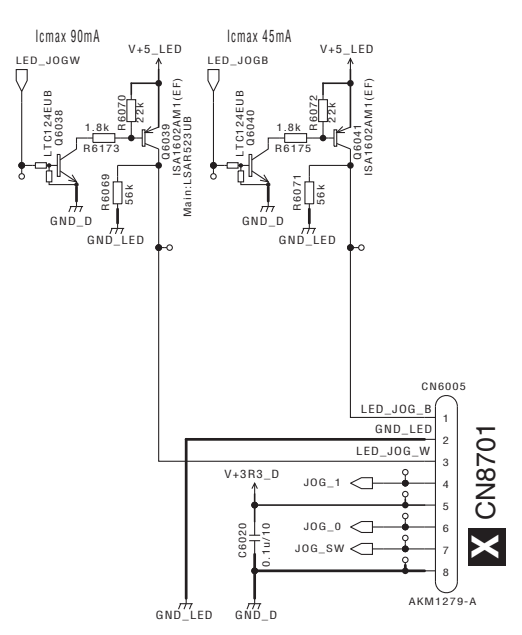 Icmax 90mA
Icmax 45mA
LED_JOGW
V+5_LED
LED_JOGB
V+5_LED
LTC124EUB
Q6038
R6070
22k
1.8k
R6173
Q6039
ISA1602AM1(EF)
Main:LSAR523UB
R6069
56k
GND_D
GND_LED
LTC124EUB
Q6040
R6072
22k
1.8k
R6175
Q6041
ISA1602AM1(EF)
R6071
56k
GND_D
GND_LED
CN6005
LED_JOG_B
1
GND_LED
2
LED_JOG_W
3
V+3R3_D
JOG_1
4
5
JOG_0
6
C6020
0.1u/10
JOG_SW
7
8
GND_LED
GND_D
AKM1279-A
X CN8701